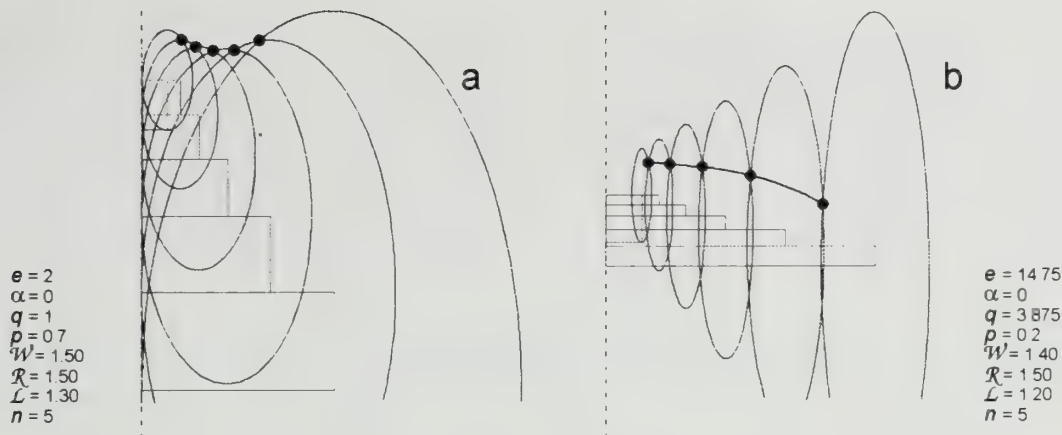 a
e = 2
α = 0
q = 1
p = 0 7
W = 1.50
R = 1.50
L = 1.30
n = 5
b
e = 14 75
α = 0
q = 3 875
p = 0 2
W = 1 40
R = 1 50
L = 1 20
n = 5